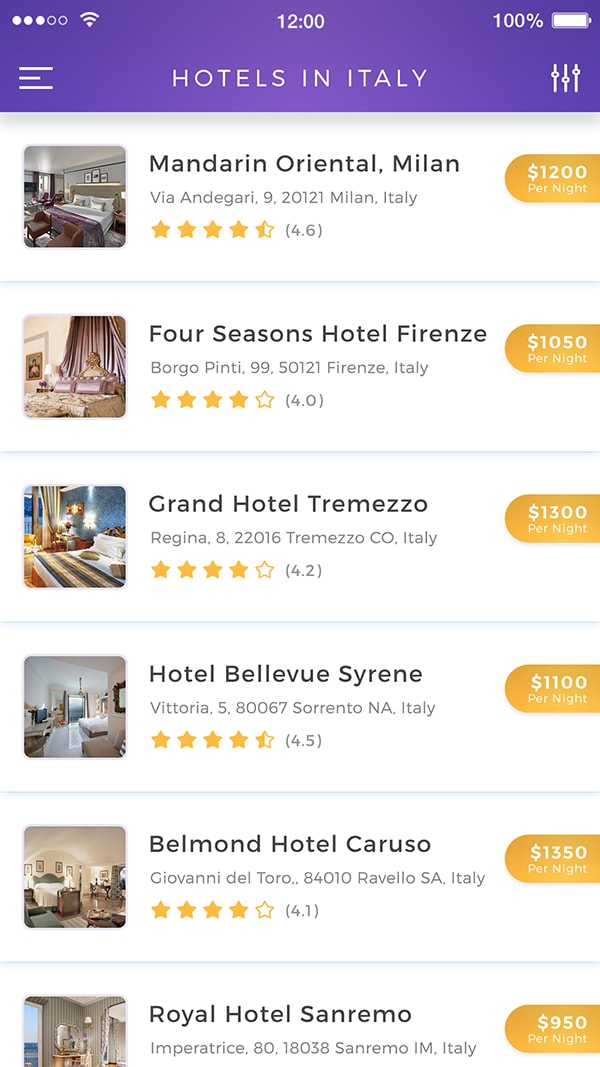 12:00
100%
HOTELS IN ITALY
Mandarin Oriental, Milan
$1200
Per Night
Via Andegari, 9, 20121 Milan, Italy
(4.6)
Four Seasons Hotel Firenze
$1050
Per Night
Borgo Pinti, 99, 50121 Firenze, Italy
(4.0)
Grand Hotel Tremezzo
$1300
Per Night
Regina, 8, 22016 Tremezzo CO, Italy
(4.2)
Hotel Bellevue Syrene
$1100
Per Night
Vittoria, 5, 80067 Sorrento NA, Italy
(4.5)
Belmond Hotel Caruso
$1350
Per Night
Giovanni del Toro,, 84010 Ravello SA, Italy
(4.1)
Royal Hotel Sanremo
$950
Per Night
Imperatrice, 80, 18038 Sanremo IM, Italy